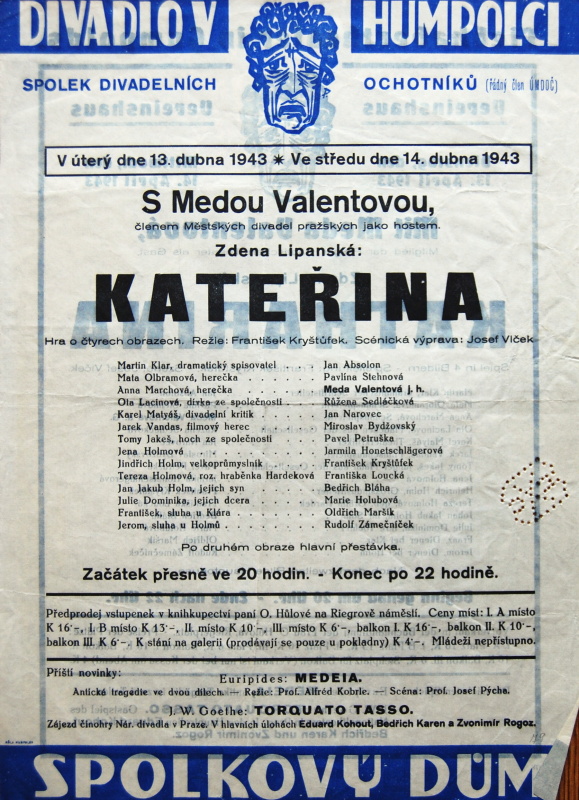 DIVADLO V HUMPOLCI
SPOLEK DIVADELNÍCH OCHOTNÍKŮ (Řádný člen ÚMDOČ)
V úterý dne 13. dubna 1943 * Ve středu dne 14. dubna 1943
S Medou Valentovou,
členem Městských divadel pražských jako hostem.
Zdena Lipanská:
KATEŘINA
Hra o čtyrech obrazech. Režie: František Kryštůfek. Scénická výprava: Josef Vlček
Martin Klar, dramatický spisovatel Jan Absolon
Mata Olbramová, herečka . . . . . Pavlína Stehnová
Anna Marchová, herečka . . . . . Meda Valentová j. h.
Ota Lacinová, dívka ze společnosti . . Růžena Sedláčková
Karel Matyáš, divadelní kritik . . . . Jan Narovec
Jarek Vandas, filmový herec . . . . Miroslav Bydžovský
Tomy Jakeš, hoch ze společnosti . . Pavel Petruška
Jena Holmová . . . . . . . . Jarmila Honetschlägerová
Jindřich Holm, velkoprůmyslník . . . František Kryštůfek
Tereza Holmová, roz. hraběnka Hardeková Františka Loucká
Jan Jakub Holm, jejich syn . . . . . Bedřich Bláha
Julie Dominika, jejich dcera . . . . Marie Holubová
František, sluha u Klára . . . . . . Oldřich Maršík
Jerom, sluha u Holmů . . . . . . . Rudolf Zámečníček
Po druhém obraze hlavní přestávka.
Začátek přesně ve 20 hodin. - Konec po 22 hodině.
Předprodej vstupenek v knihkupectví paní O. Hůlové na Riegrově náměstí. Ceny míst: I. A místo
K 16·–, I. B místo K 13·–, II. místo K 10·–, III. místo K 6·–, balkon I. K 16·–, balkon II. K 10·–,
balkon III. K 6·–. K stání na galerii (prodávají se pouze u pokladny) K 4·–. Mládeži nepřístupno.
Příští novinky:
Euripides: MEDEIA.
Antická tragedie ve dvou dílech. — Režie: Prof. Alfréd Kobrle. — Scéna: Prof. Josef Pýcha.
J. W. Goethe: TORQUATO TASSO.
Zájezd činohry Nár. divadla v Praze. V hlavních úlohách Eduard Kohout, Bedřich Karen a Zvonimír Rogoz.
SPOLKOVÝ DŮM